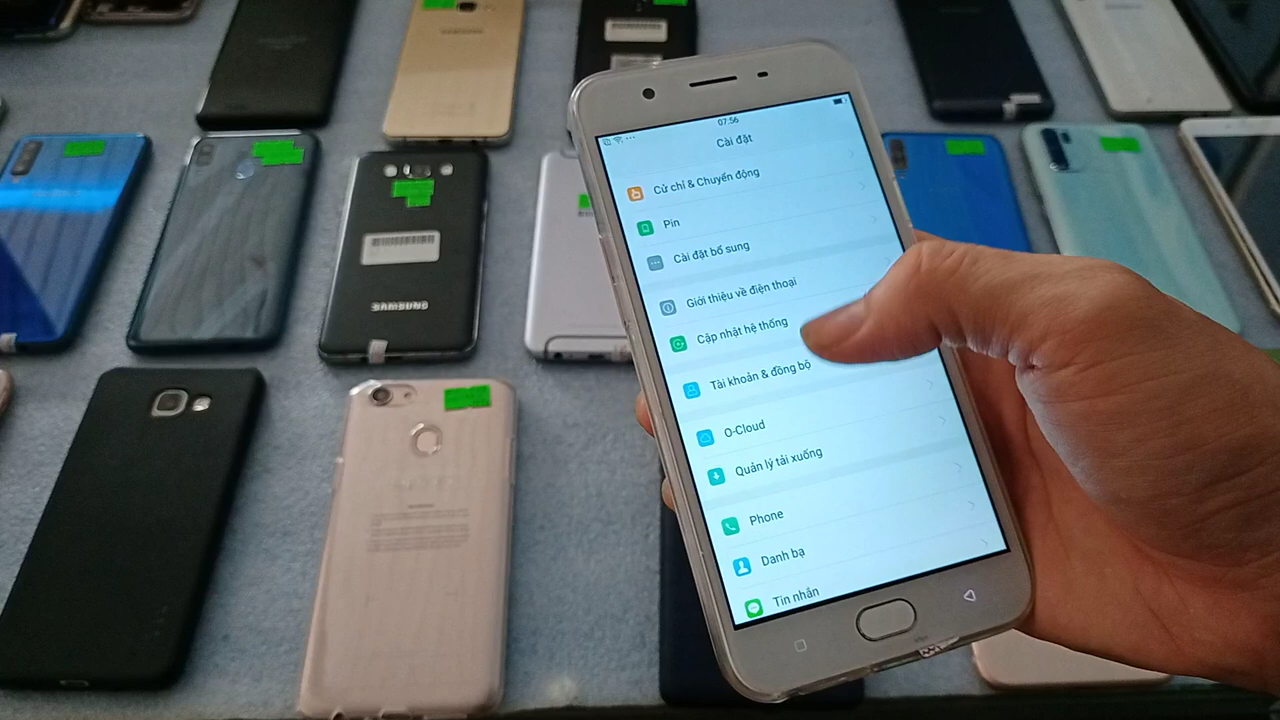 07:56
Cài đặt
Cử chỉ & Chuyển động
Pin
Cài đặt bổ sung
Giới thiệu về điện thoại
Cập nhật hệ thống
Tài khoản & đồng bộ
O-Cloud
Quản lý tải xuống
Phone
Danh bạ
Tin nhắn
SAMSUNG
SAMSUNG